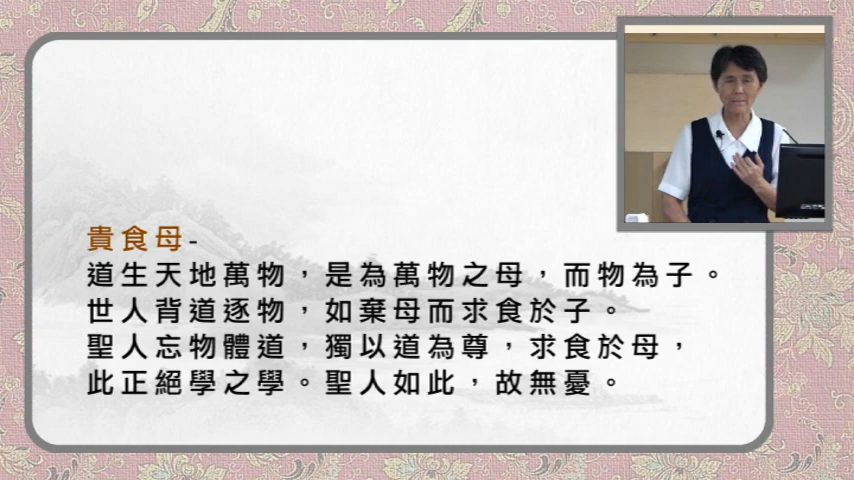 貴食母-
道生天地萬物，是為萬物之母，而物為子。
世人背道逐物，如棄母而求食於子。
聖人忘物體道，獨以道為尊，求食於母，
此正絕學之學。聖人如此，故無憂。